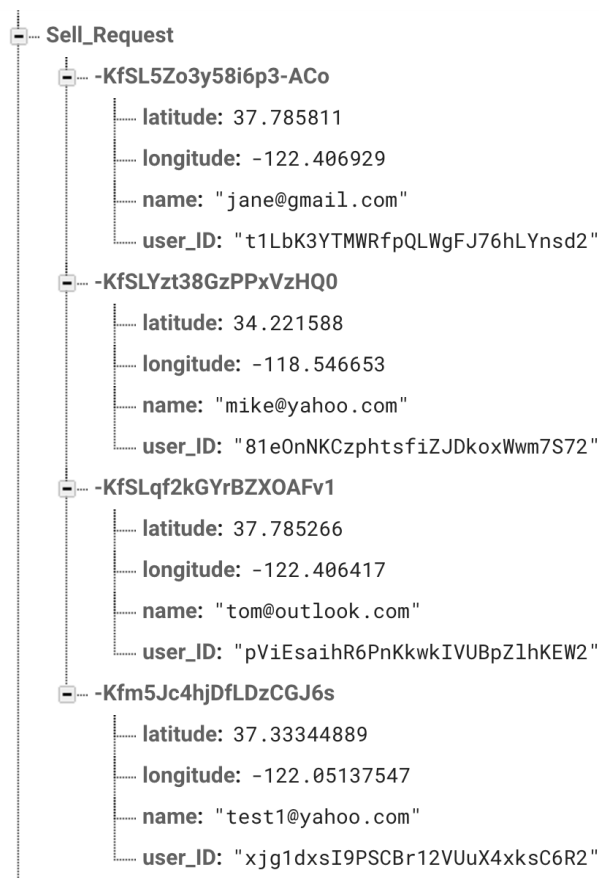 Sell_Request
-KfSL5Zo3y58i6p3-ACo
latitude: 37.785811
longitude: -122.406929
name: "jane@gmail.com"
user_ID: "t1LbK3YTMWRfpQLWgFJ76hLYnsd2"
-KfSLYzt38GzPPxVzHQ0
latitude: 34.221588
longitude: -118.546653
name: "mike@yahoo.com"
user_ID: "81eOnNKCzphtsfiZJDkoxWwm7S72"
-KfSLqf2kGYrBZXOAFv1
latitude: 37.785266
longitude: -122.406417
name: "tom@outlook.com"
user_ID: "pViEsaihR6PnKkwkIVUBpZlhKEW2"
-Kfm5Jc4hjDfLDzCGJ6s
latitude: 37.33344889
longitude: -122.05137547
name: "test1@yahoo.com"
user_ID: "xjg1dxsI9PSCBr12VUuX4xksC6R2"